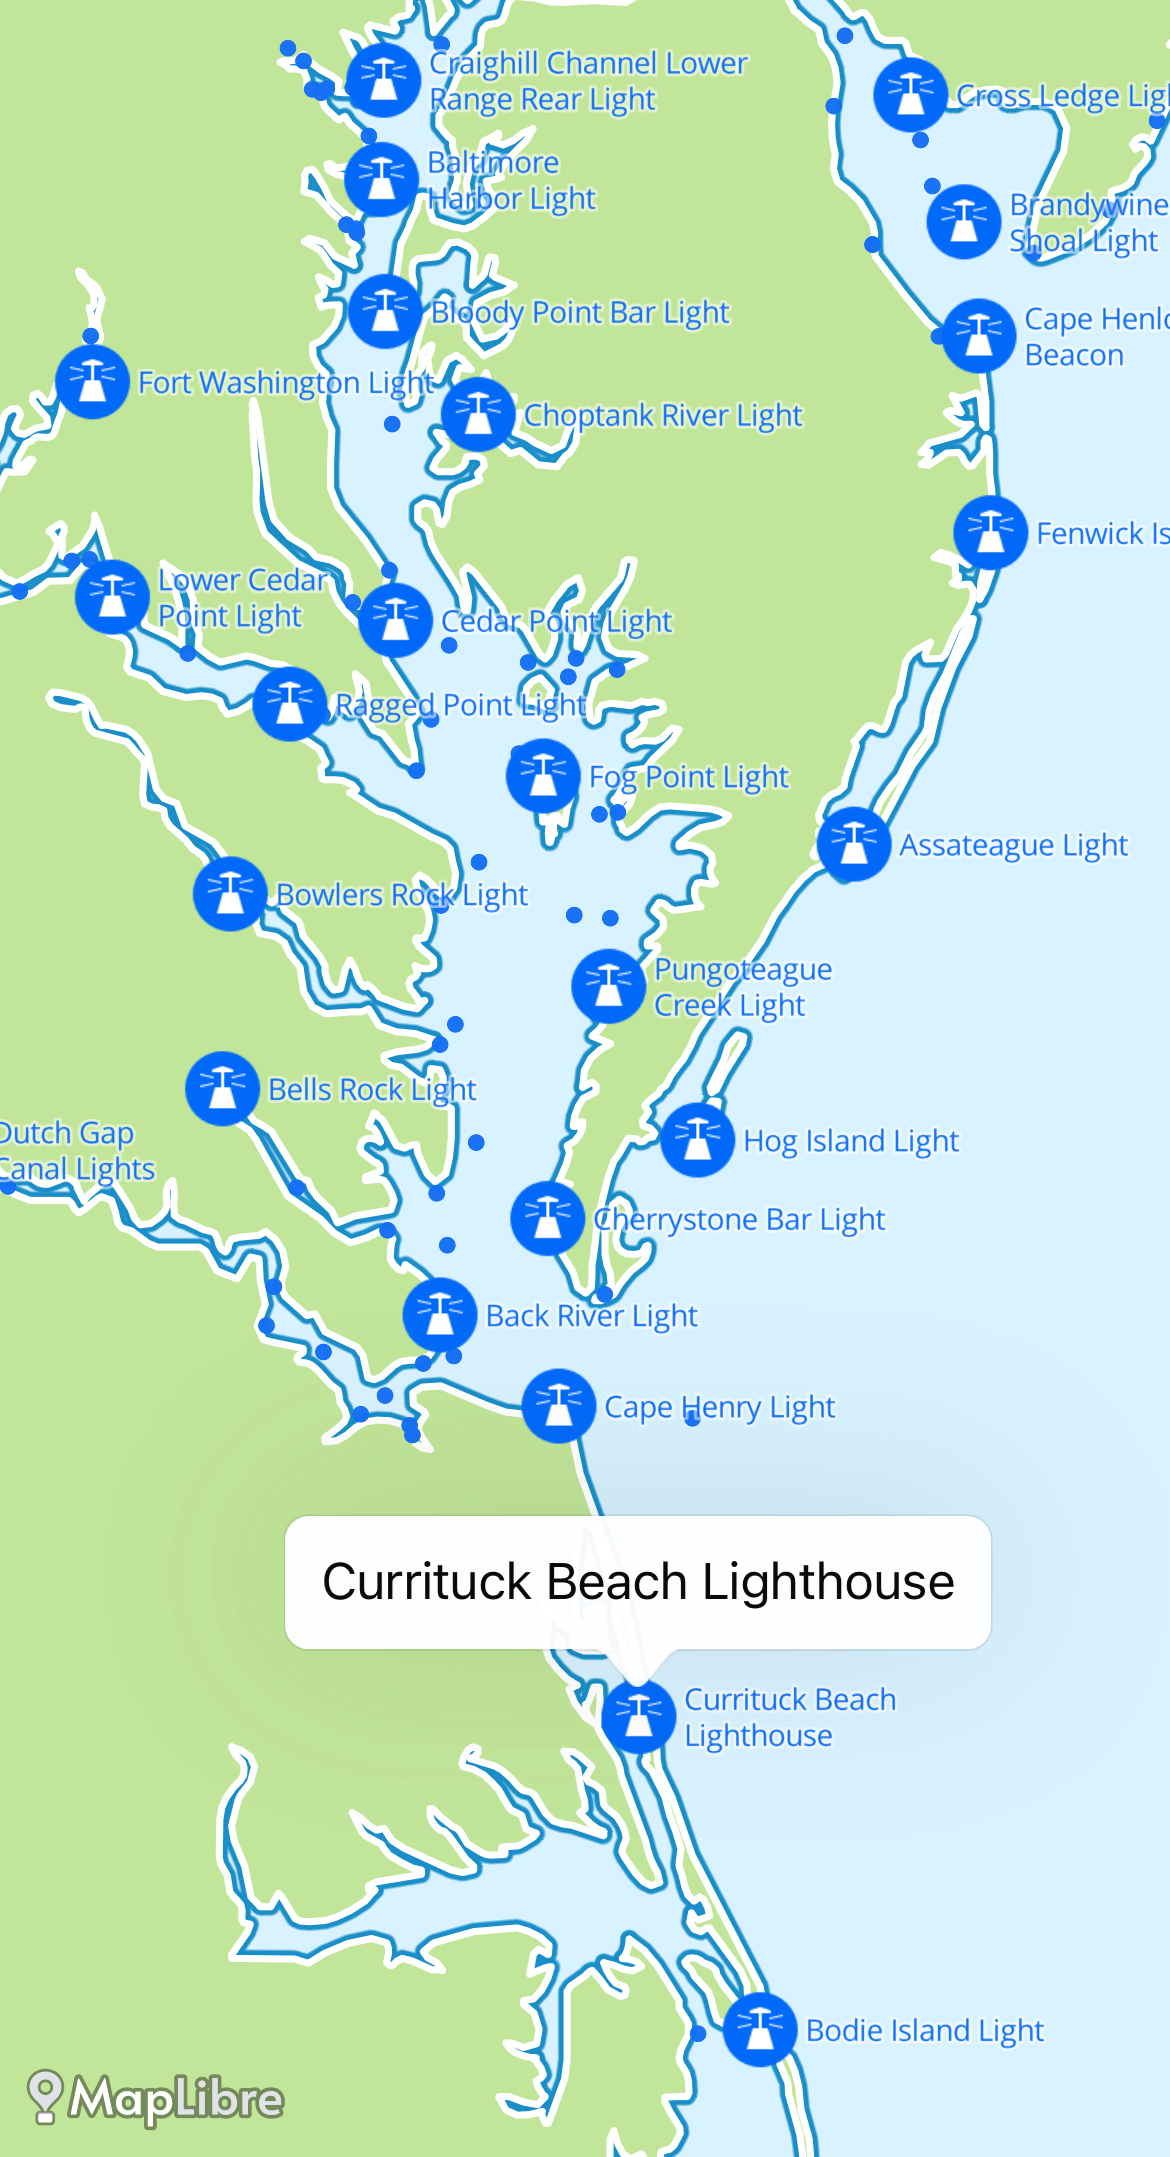 Craighill Channel Lower
Range Rear Light
Cross Ledge Ligh
Baltimore
Harbor Light
Brandywine
Shoal Light
Bloody Point Bar Light
Cape Henlo
Beacon
Fort Washington Light
Choptank River Light
Fenwick Is
Lower Cedar
Point Light
Cedar Point Light
Ragged Point Light
Fog Point Light
Assateague Light
Bowlers Rock Light
Pungoteague
Creek Light
Bells Rock Light
Dutch Gap
Canal Lights
Hog Island Light
Cherrystone Bar Light
Back River Light
Cape Henry Light
Currituck Beach Lighthouse
Currituck Beach
Lighthouse
Bodie Island Light
MapLibre